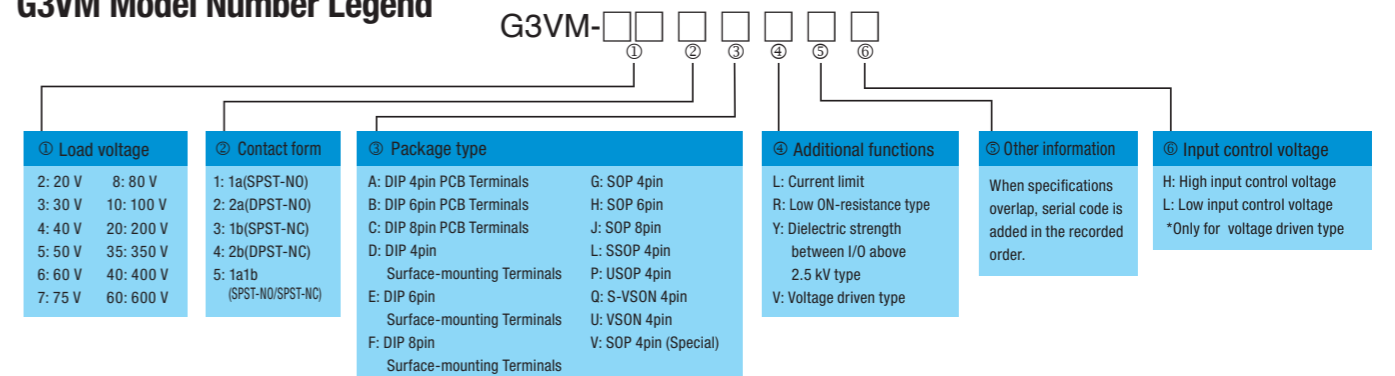 G3VM Model Number Legend
G3VM-□□ □ □ □ □ □
① ② ③ ④ ⑤ ⑥
① Load voltage
2: 20 V 8: 80 V
3: 30 V 10: 100 V
4: 40 V 20: 200 V
5: 50 V 35: 350 V
6: 60 V 40: 400 V
7: 75 V 60: 600 V
② Contact form
1: 1a(SPST-NO)
2: 2a(DPST-NO)
3: 1b(SPST-NC)
4: 2b(DPST-NC)
5: 1a1b
(SPST-NO/SPST-NC)
③ Package type
A: DIP 4pin PCB Terminals
B: DIP 6pin PCB Terminals
C: DIP 8pin PCB Terminals
D: DIP 4pin
Surface-mounting Terminals
E: DIP 6pin
Surface-mounting Terminals
F: DIP 8pin
Surface-mounting Terminals
G: SOP 4pin
H: SOP 6pin
J: SOP 8pin
L: SSOP 4pin
P: USOP 4pin
Q: S-VSON 4pin
U: VSON 4pin
V: SOP 4pin (Special)
④ Additional functions
L: Current limit
R: Low ON-resistance type
Y: Dielectric strength
between I/O above
2.5 kV type
V: Voltage driven type
⑤ Other information
When specifications
overlap, serial code is
added in the recorded
order.
⑥ Input control voltage
H: High input control voltage
L: Low input control voltage
*Only for voltage driven type